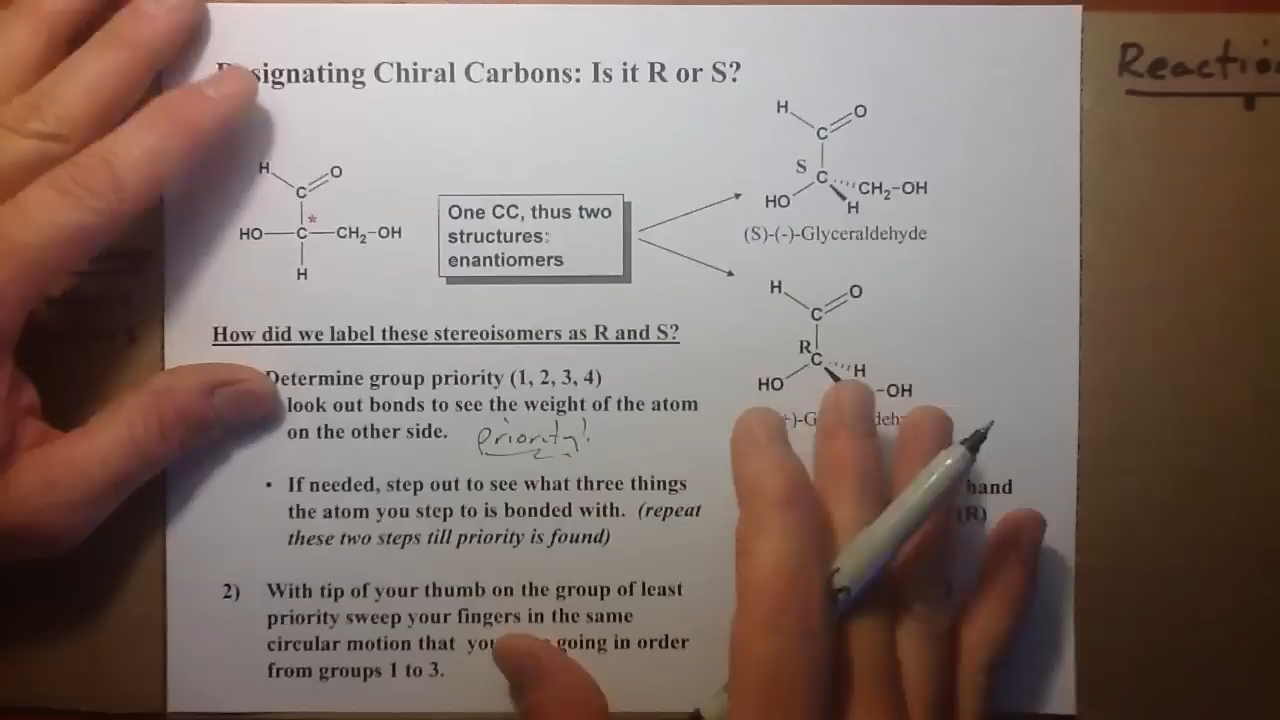 signating Chiral Carbons: Is it R or S?
Reactio
H
O
C
*
HO
C
CH2-OH
H
One CC, thus two
structures:
enantiomers
H
O
C
S
C
HO
CH2-OH
H
(S)-(-)-Glyceraldehyde
H
O
C
R
C
H
HO
-OH
+)-G
deh
How did we label these stereoisomers as R and S?
Determine group priority (1, 2, 3, 4)
look out bonds to see the weight of the atom
on the other side.
Priority!
• If needed, step out to see what three things
the atom you step to is bonded with. (repeat
these two steps till priority is found)
hand
(R)
2) With tip of your thumb on the group of least
priority sweep your fingers in the same
circular motion that going in order
from groups 1 to 3.